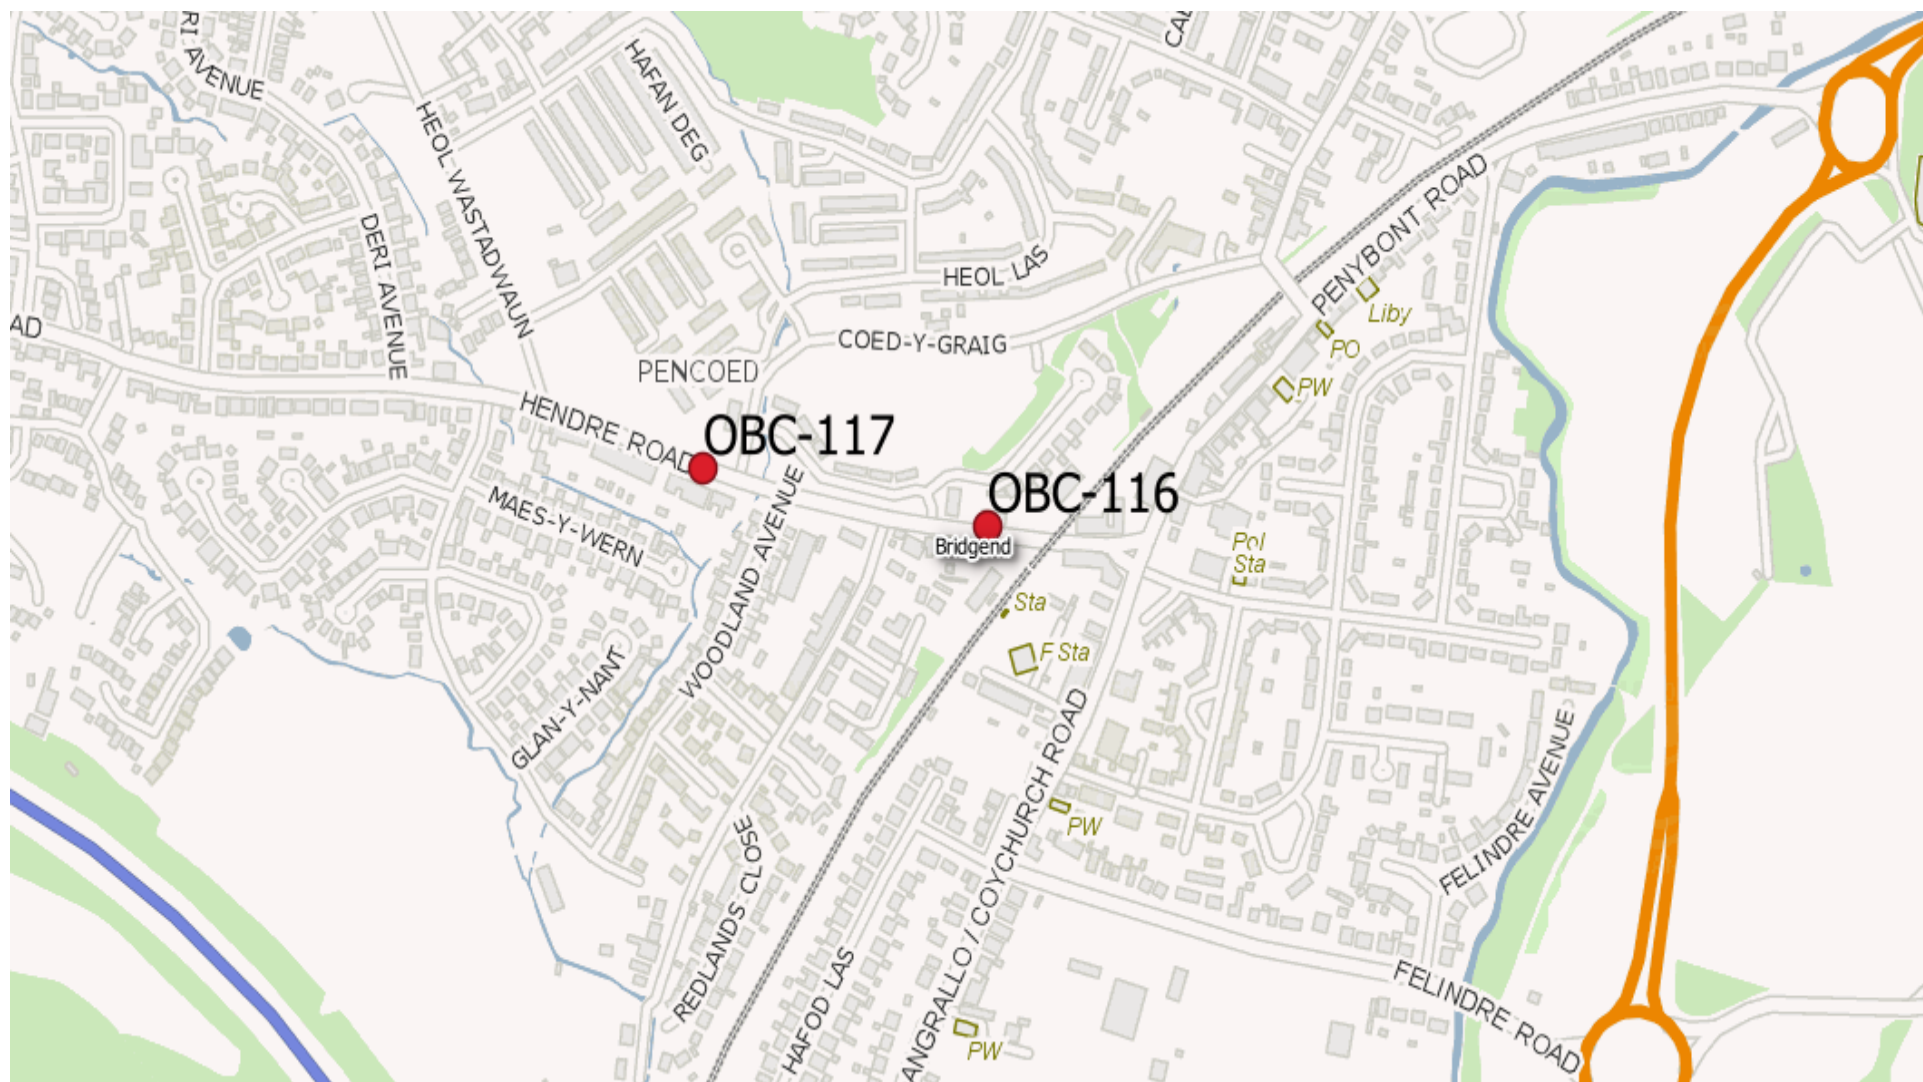 RI AVENUE
HAFAN DEG
CAE
HEOL WASTADWAUN
PENYBONT ROAD
DERI AVENUE
HEOL LAS
Liby
AD
COED-Y-GRAIG
PO
PENCOED
PW
HENDRE ROAD
OBC-117
OBC-116
MAES-Y-WERN
WOODLAND AVENUE
Bridgend
Pol
Sta
Sta
F Sta
GLAN-Y-NANT
FELINDRE AVENUE
PW
REDLANDS CLOSE
ANGRALLO / COYCHURCH ROAD
HAFOD LAS
FELINDRE ROAD
PW